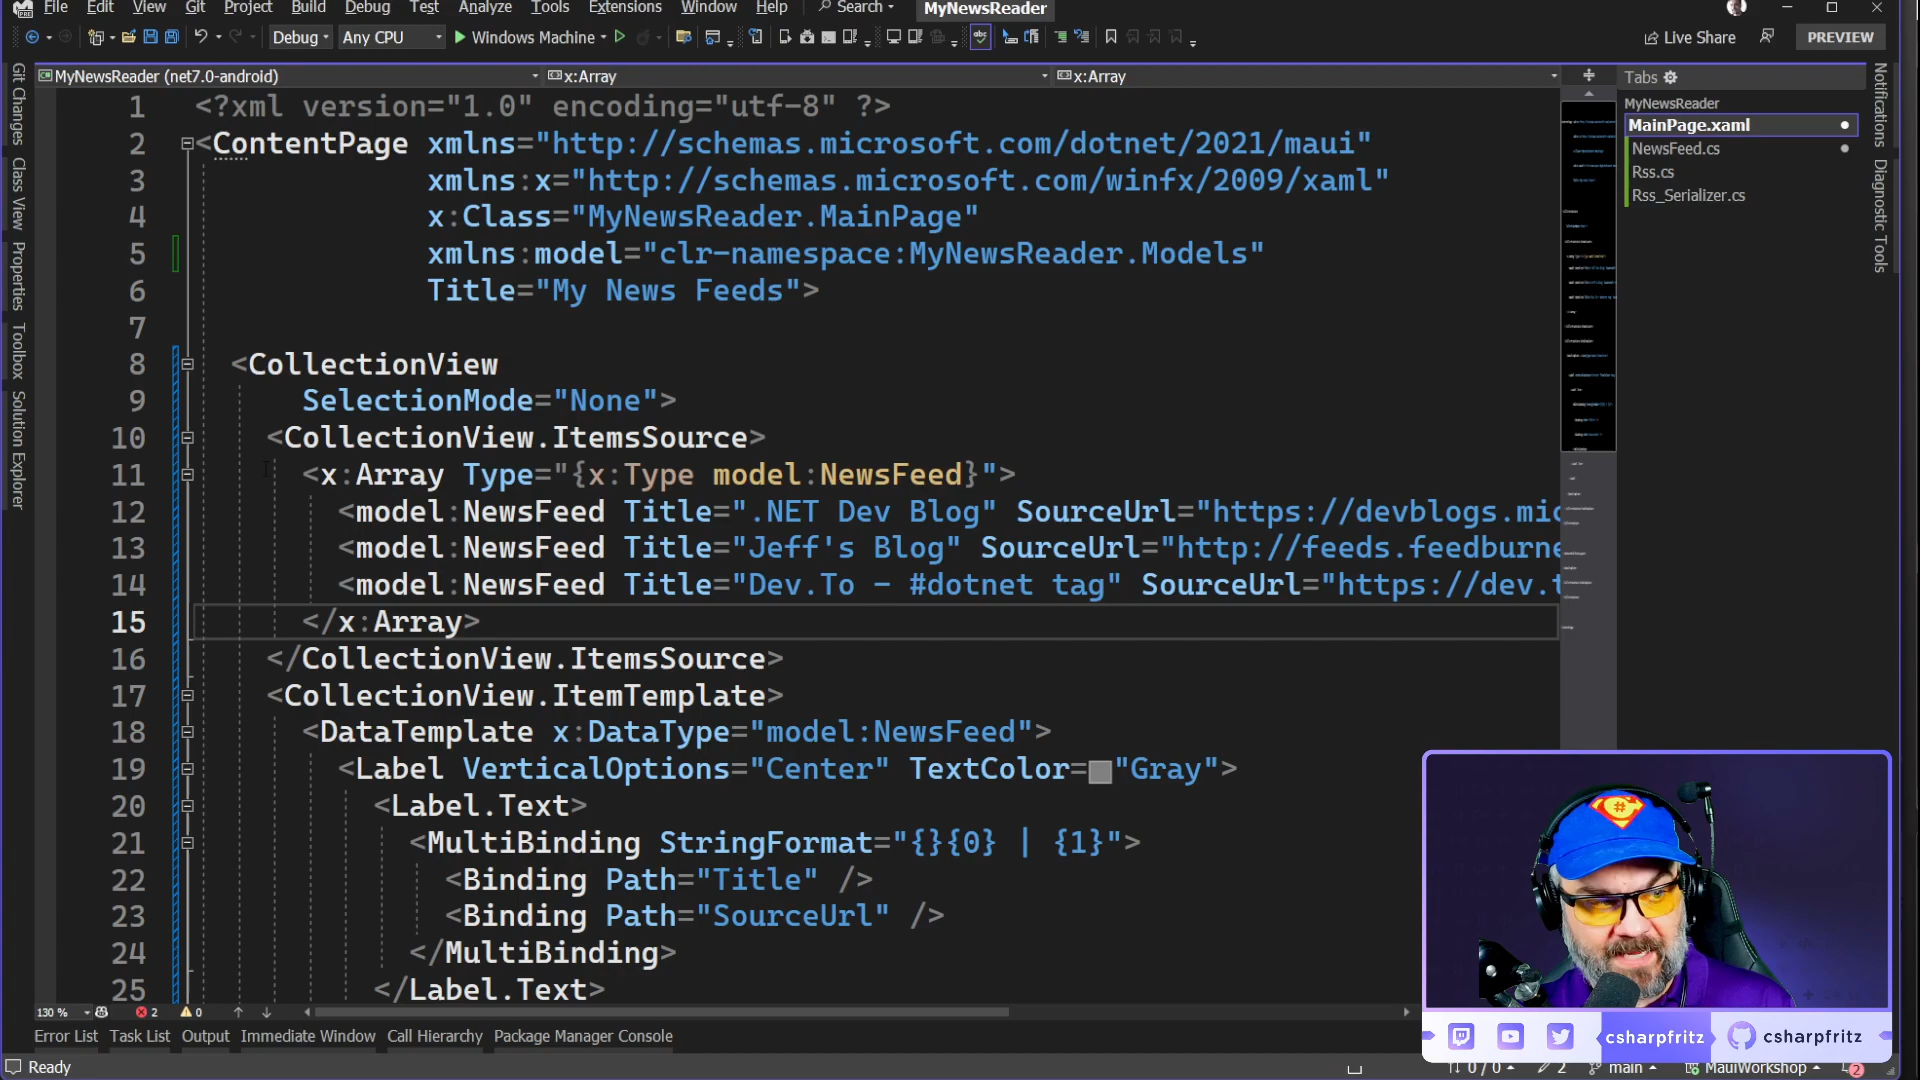 File Edit View Git Project Build Debug Test Analyze Tools Extensions Window Help Search MyNewsReader
Debug Any CPU Windows Machine Live Share PREVIEW
MyNewsReader (net7.0-android) x:Array x:Array
1 <?xml version="1.0" encoding="utf-8" ?>
2 <ContentPage xmlns="http://schemas.microsoft.com/dotnet/2021/maui"
3 xmlns:x="http://schemas.microsoft.com/winfx/2009/xaml"
4 x:Class="MyNewsReader.MainPage"
5 xmlns:model="clr-namespace:MyNewsReader.Models"
6 Title="My News Feeds">
7
8 <CollectionView
9 SelectionMode="None">
10 <CollectionView.ItemsSource>
11 <x:Array Type="{x:Type model:NewsFeed}">
12 <model:NewsFeed Title=".NET Dev Blog" SourceUrl="https://devblogs.mic
13 <model:NewsFeed Title="Jeff's Blog" SourceUrl="http://feeds.feedburne
14 <model:NewsFeed Title="Dev.To - #dotnet tag" SourceUrl="https://dev.t
15 </x:Array>
16 </CollectionView.ItemsSource>
17 <CollectionView.ItemTemplate>
18 <DataTemplate x:DataType="model:NewsFeed">
19 <Label VerticalOptions="Center" TextColor="Gray">
20 <Label.Text>
21 <MultiBinding StringFormat="{}{0} | {1}">
22 <Binding Path="Title" />
23 <Binding Path="SourceUrl" />
24 </MultiBinding>
25 </Label.Text>
Git Changes
Class View
Properties
Toolbox
Solution Explorer
Tabs
MyNewsReader
MainPage.xaml
NewsFeed.cs
Rss.cs
Rss_Serializer.cs
Notifications
Diagnostic Tools
130 % 2 0
Error List Task List Output Immediate Window Call Hierarchy Package Manager Console
csharpfritz csharpfritz
Ready 0 / 0 2 main MauiWorkshop 2